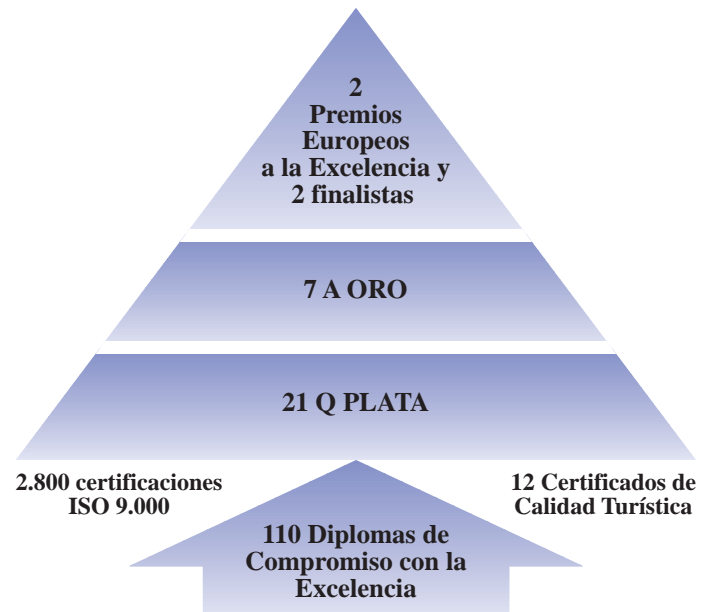 2
Premios
Europeos
a la Excelencia y
2 finalistas
7 A ORO
21 Q PLATA
2.800 certificaciones
ISO 9.000
12 Certificados de
Calidad Turística
110 Diplomas de
Compromiso con la
Excelencia